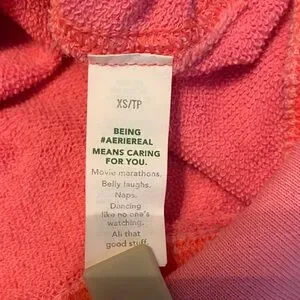 XS/TP
BEING
#AERIEREAL
MEANS CARING
FOR YOU.
Movie marathons.
Belly laughs.
Naps.
Dancing
like no one's
watching.
All that
good stuff.